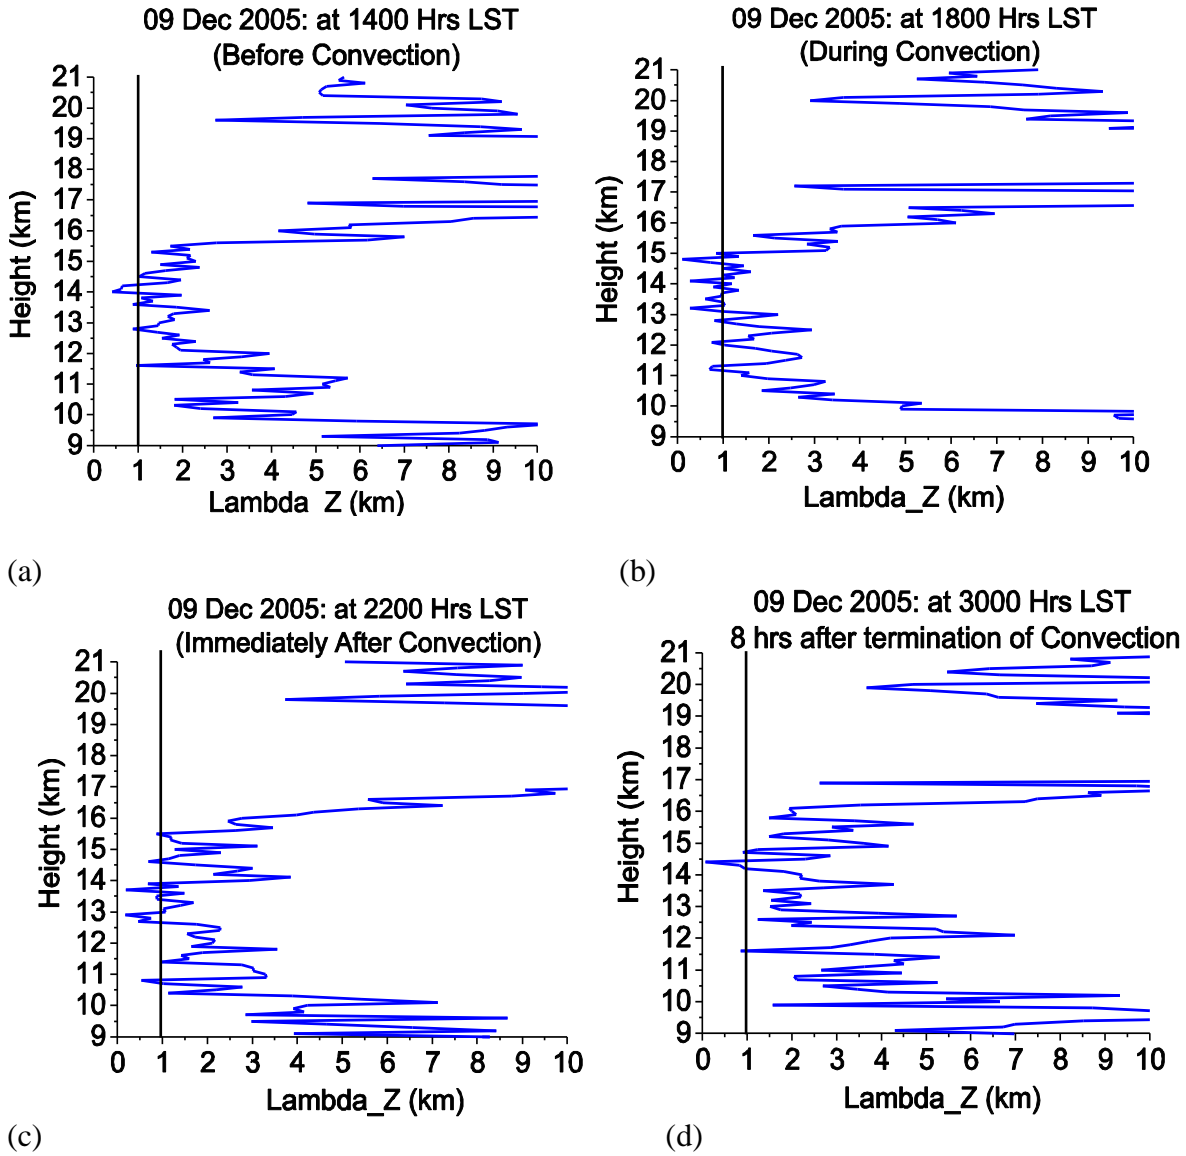 09 Dec 2005: at 1400 Hrs LST
(Before Convection)
21
20
19
18
17
16
15
14
13
12
11
10
9
Height (km)
0 1 2 3 4 5 6 7 8 9 10
Lambda_Z (km)
(a)
09 Dec 2005: at 1800 Hrs LST
(During Convection)
21
20
19
18
17
16
15
14
13
12
11
10
9
Height (km)
0 1 2 3 4 5 6 7 8 9 10
Lambda_Z (km)
(b)
09 Dec 2005: at 2200 Hrs LST
(Immediately After Convection)
21
20
19
18
17
16
15
14
13
12
11
10
9
Height (km)
0 1 2 3 4 5 6 7 8 9 10
Lambda_Z (km)
(c)
09 Dec 2005: at 3000 Hrs LST
8 hrs after termination of Convection
21
20
19
18
17
16
15
14
13
12
11
10
9
Height (km)
0 1 2 3 4 5 6 7 8 9 10
Lambda_Z (km)
(d)